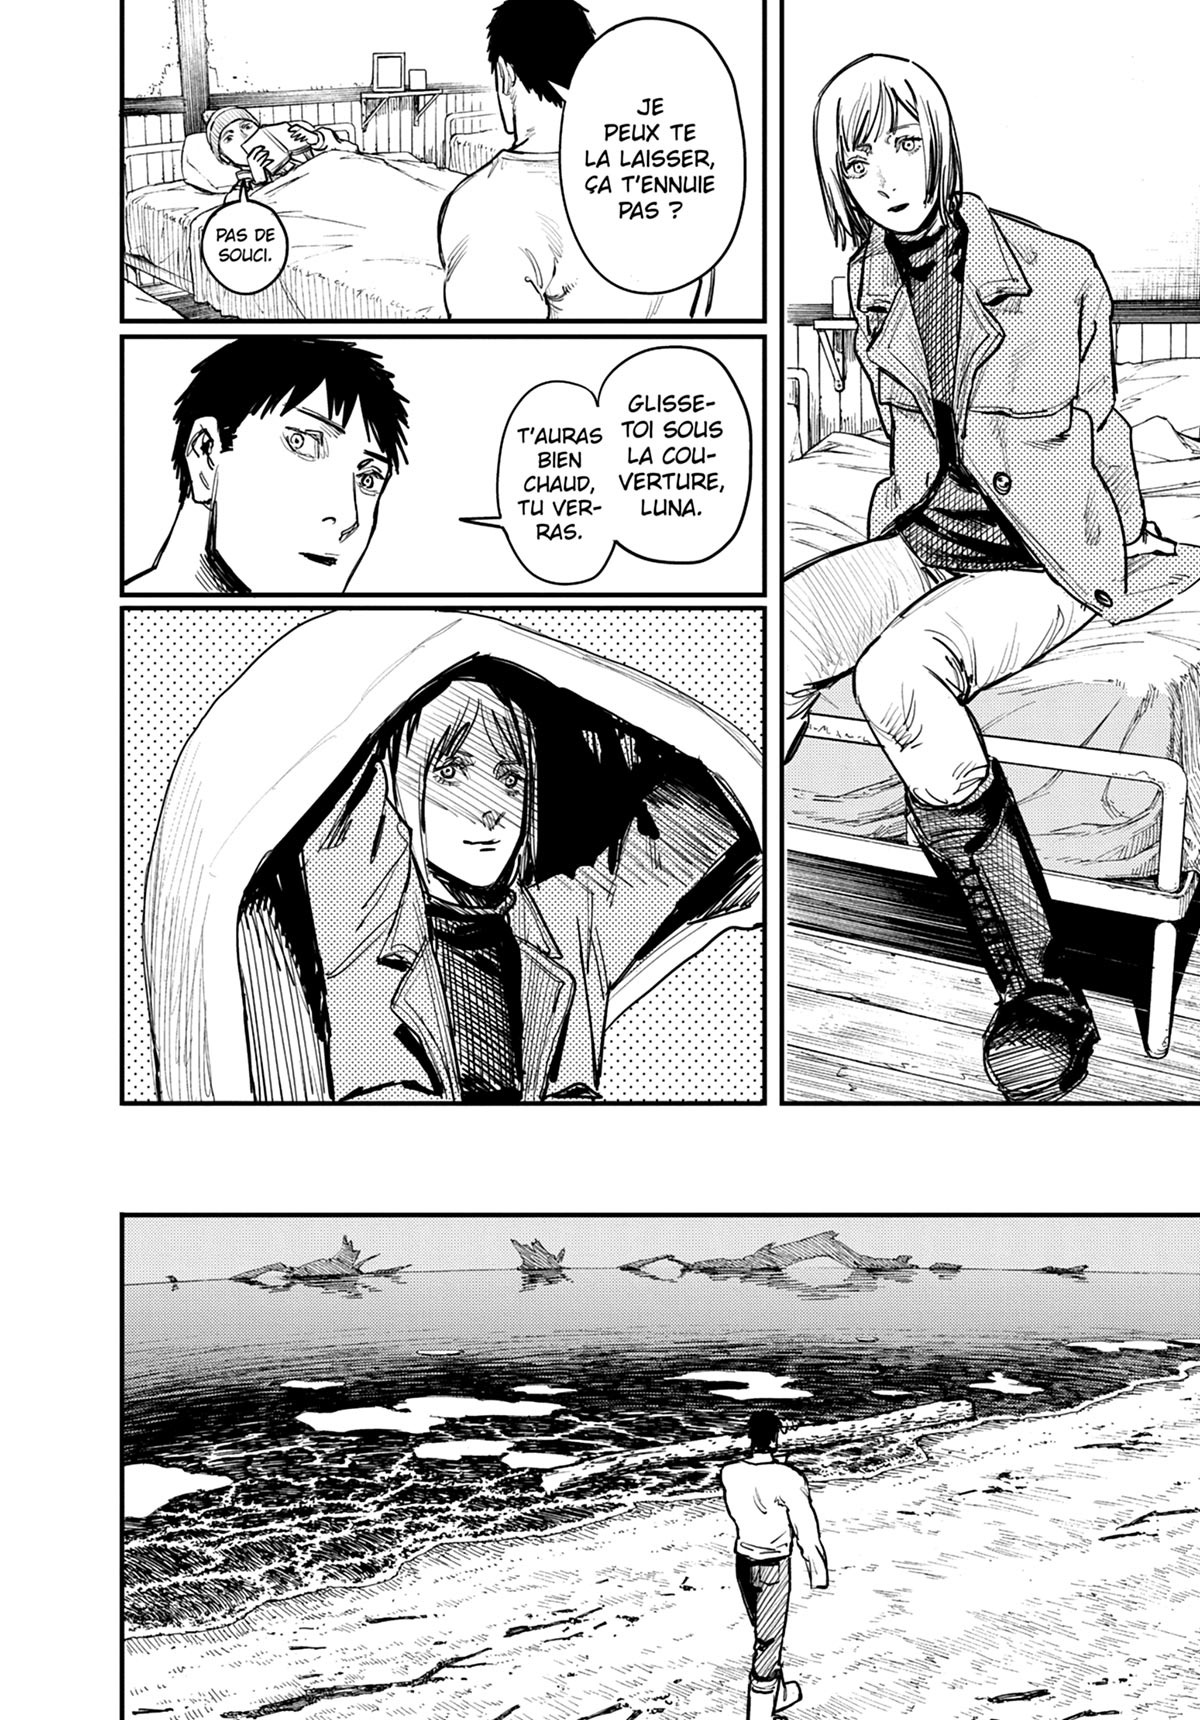 JE
PEUX TE
LA LAISSER,
ÇA T'ENNUIE
PAS ?
PAS DE
SOUCI.
GLISSE-
TOI SOUS
LA COU-
VERTURE,
LUNA.
T'AURAS
BIEN
CHAUD,
TU VER-
RAS.